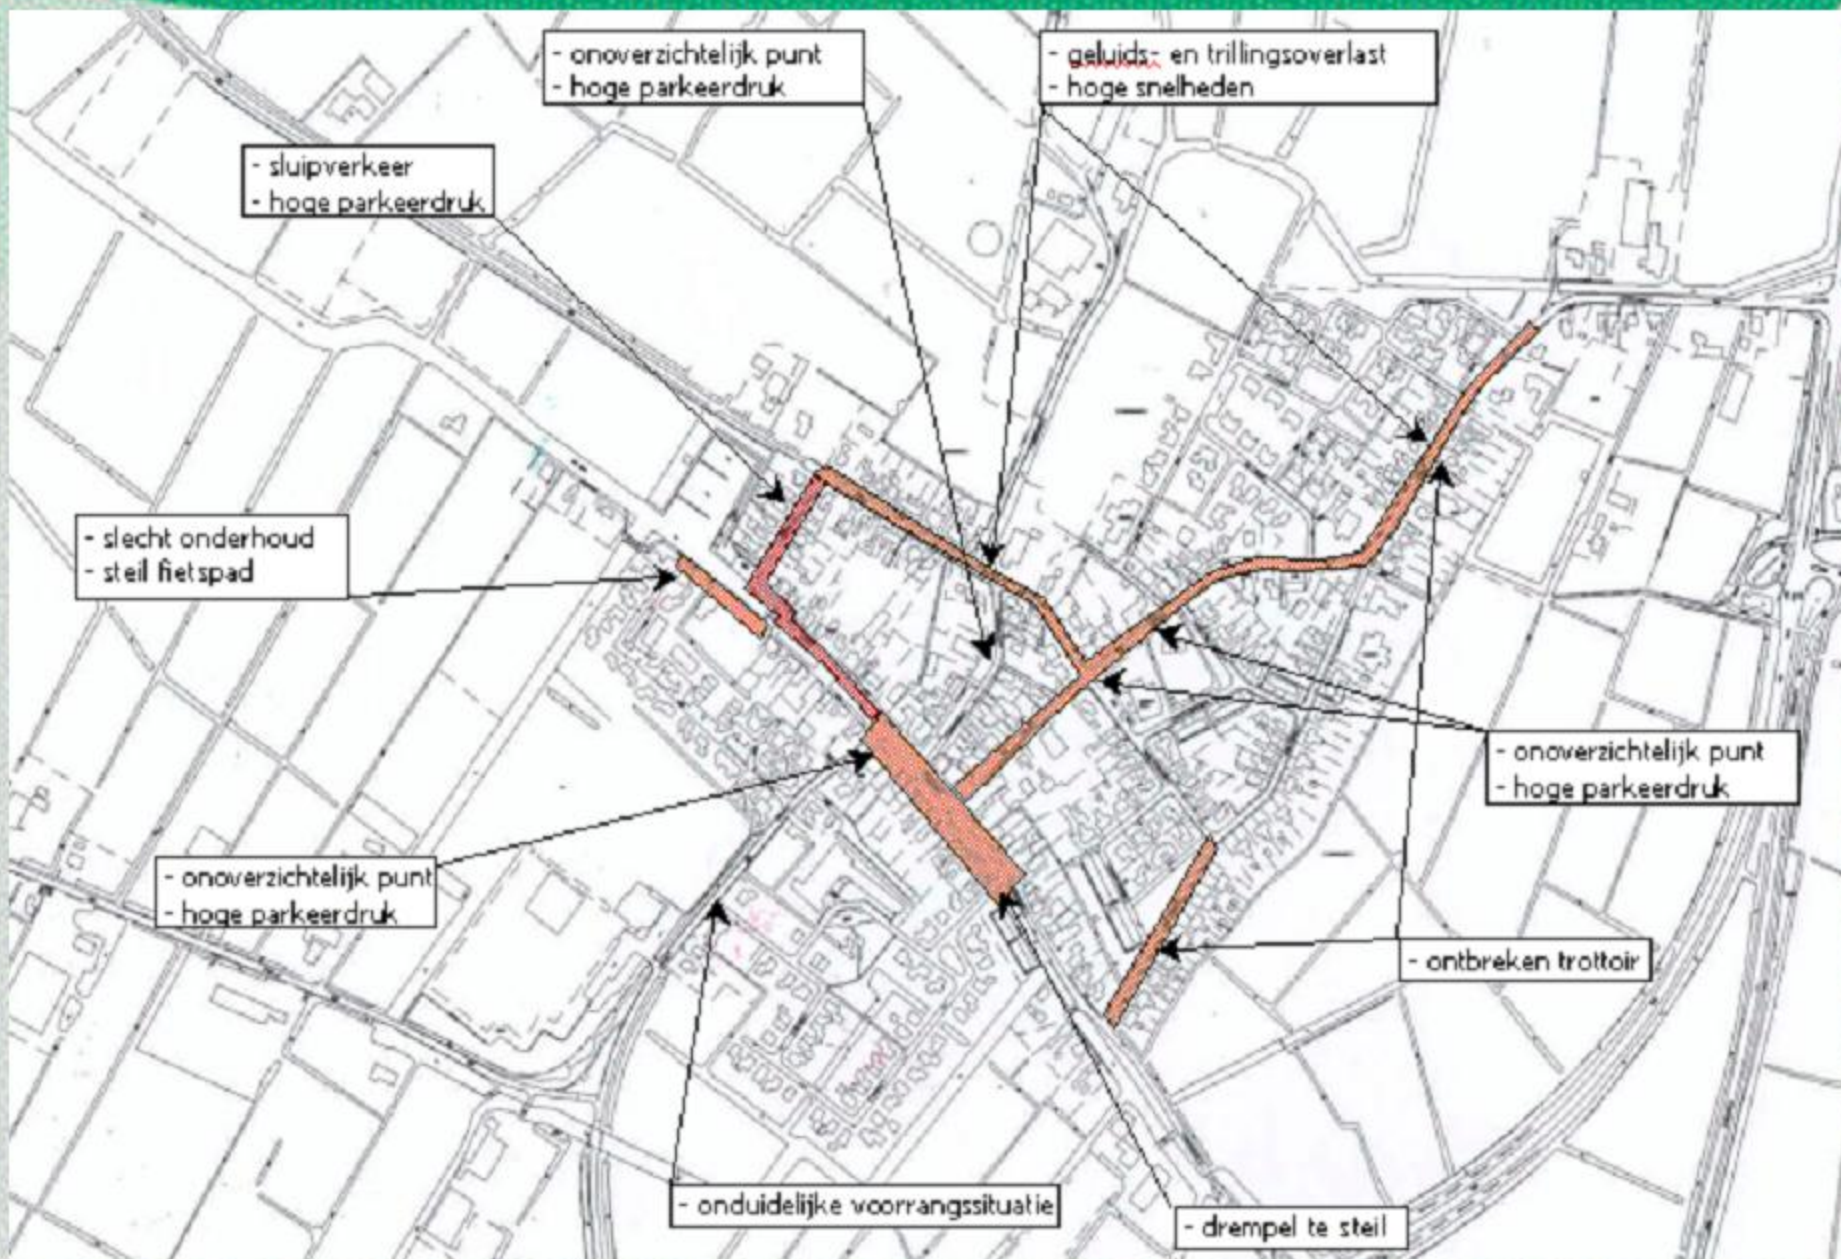 - onoverzichtelijk punt
- hoge parkeerdruk
- geluids- en trillingsoverlast
- hoge snelheden
- sluipverkeer
- hoge parkeerdruk
- slecht onderhoud
- steil fietspad
- onoverzichtelijk punt
- hoge parkeerdruk
- onoverzichtelijk punt
- hoge parkeerdruk
- ontbreken trottoir
- onduidelijke voorrangssituatie
- drempel te steil